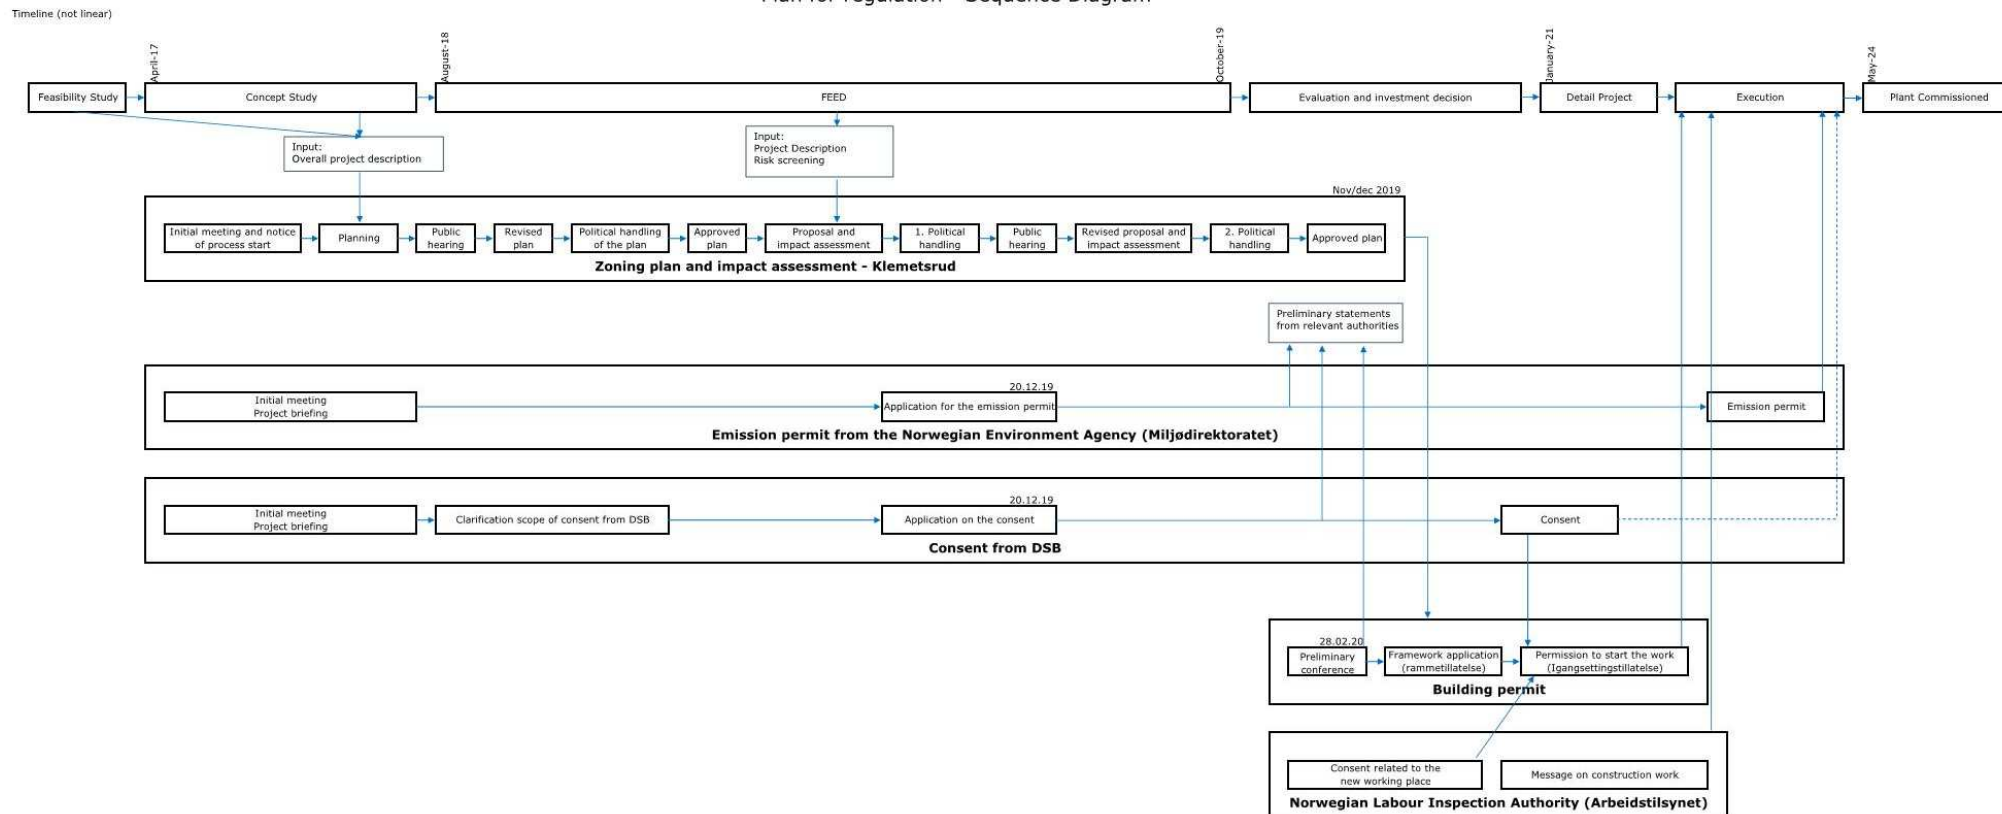 Plan for regulation - Sequence Diagram
Timeline (not linear)
April-17
August-18
October-19
January-21
May-24
Feasibility Study
Concept Study
FEED
Evaluation and investment decision
Detail Project
Execution
Plant Commissioned
Input:
Overall project description
Input:
Project Description
Risk screening
Nov/dec 2019
Initial meeting and notice
of process start
Planning
Public
hearing
Revised
plan
Political handling
of the plan
Approved
plan
Proposal and
impact assessment
1. Political
handling
Public
hearing
Revised proposal and
impact assessment
2. Political
handling
Approved plan
Zoning plan and impact assessment - Klemetsrud
Preliminary statements
from relevant authorities
Initial meeting
Project briefing
20.12.19
Application for the emission permit
Emission permit
Emission permit from the Norwegian Environment Agency (Miljødirektoratet)
Initial meeting
Project briefing
Clarification scope of consent from DSB
20.12.19
Application on the consent
Consent
Consent from DSB
28.02.20
Preliminary
conference
Framework application
(rammetillatelse)
Permission to start the work
(Igangsettingstillatelse)
Building permit
Consent related to the
new working place
Message on construction work
Norwegian Labour Inspection Authority (Arbeidstilsynet)